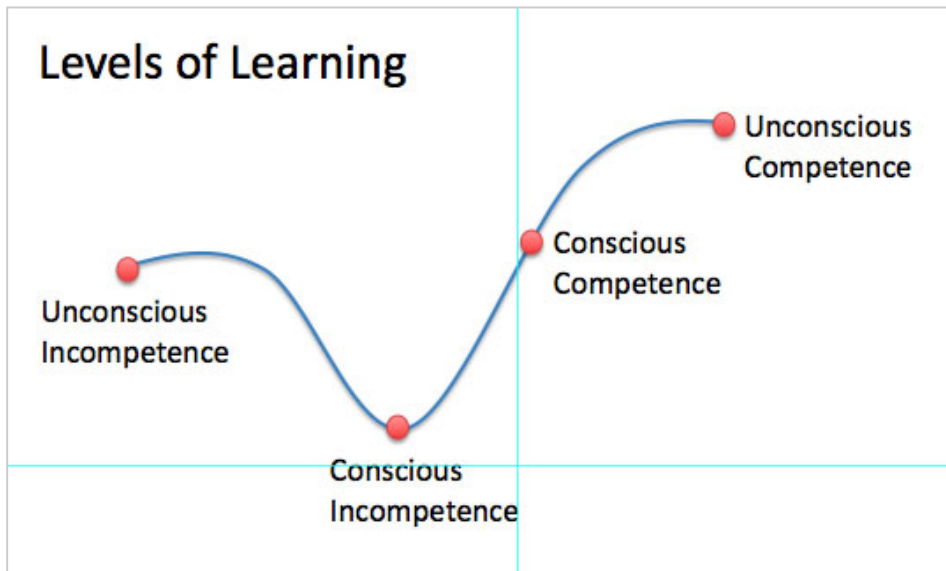 Levels of Learning
Unconscious
Competence
Conscious
Competence
Unconscious
Incompetence
Conscious
Incompetence